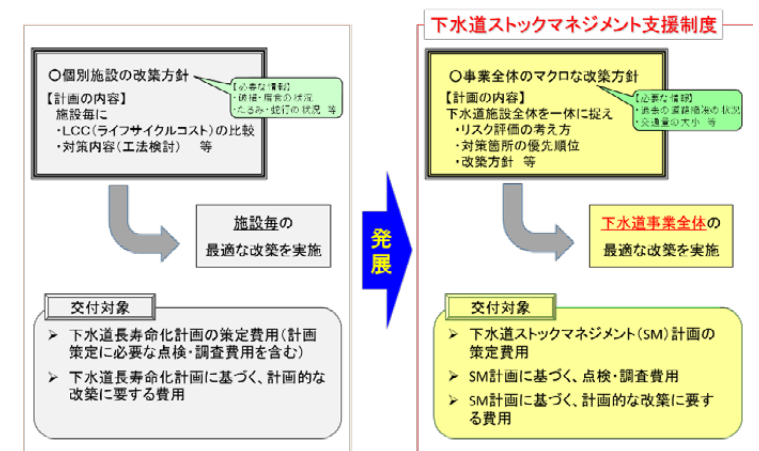 ○個別施設の改築方針
【必要な情報】
・破損・腐食の状況
・たるみ・蛇行の状況 等
【計画の内容】
施設毎に
・LCC(ライフサイクルコスト)の比較
・対策内容(工法検討) 等
施設毎の
最適な改築を実施
交付対象
➢ 下水道長寿命化計画の策定費用(計画
策定に必要な点検・調査費用を含む)
➢ 下水道長寿命化計画に基づく、計画的な
改築に要する費用
発
展
下水道ストックマネジメント支援制度
○事業全体のマクロな改築方針
【必要な情報】
・過去の道路陥没の状況
・交通量の大小 等
【計画の内容】
下水道施設全体を一体に捉え
・リスク評価の考え方
・対策箇所の優先順位
・改築方針 等
下水道事業全体の
最適な改築を実施
交付対象
➢ 下水道ストックマネジメント(SM)計画の
策定費用
➢ SM計画に基づく、点検・調査費用
➢ SM計画に基づく、計画的な改築に要す
る費用